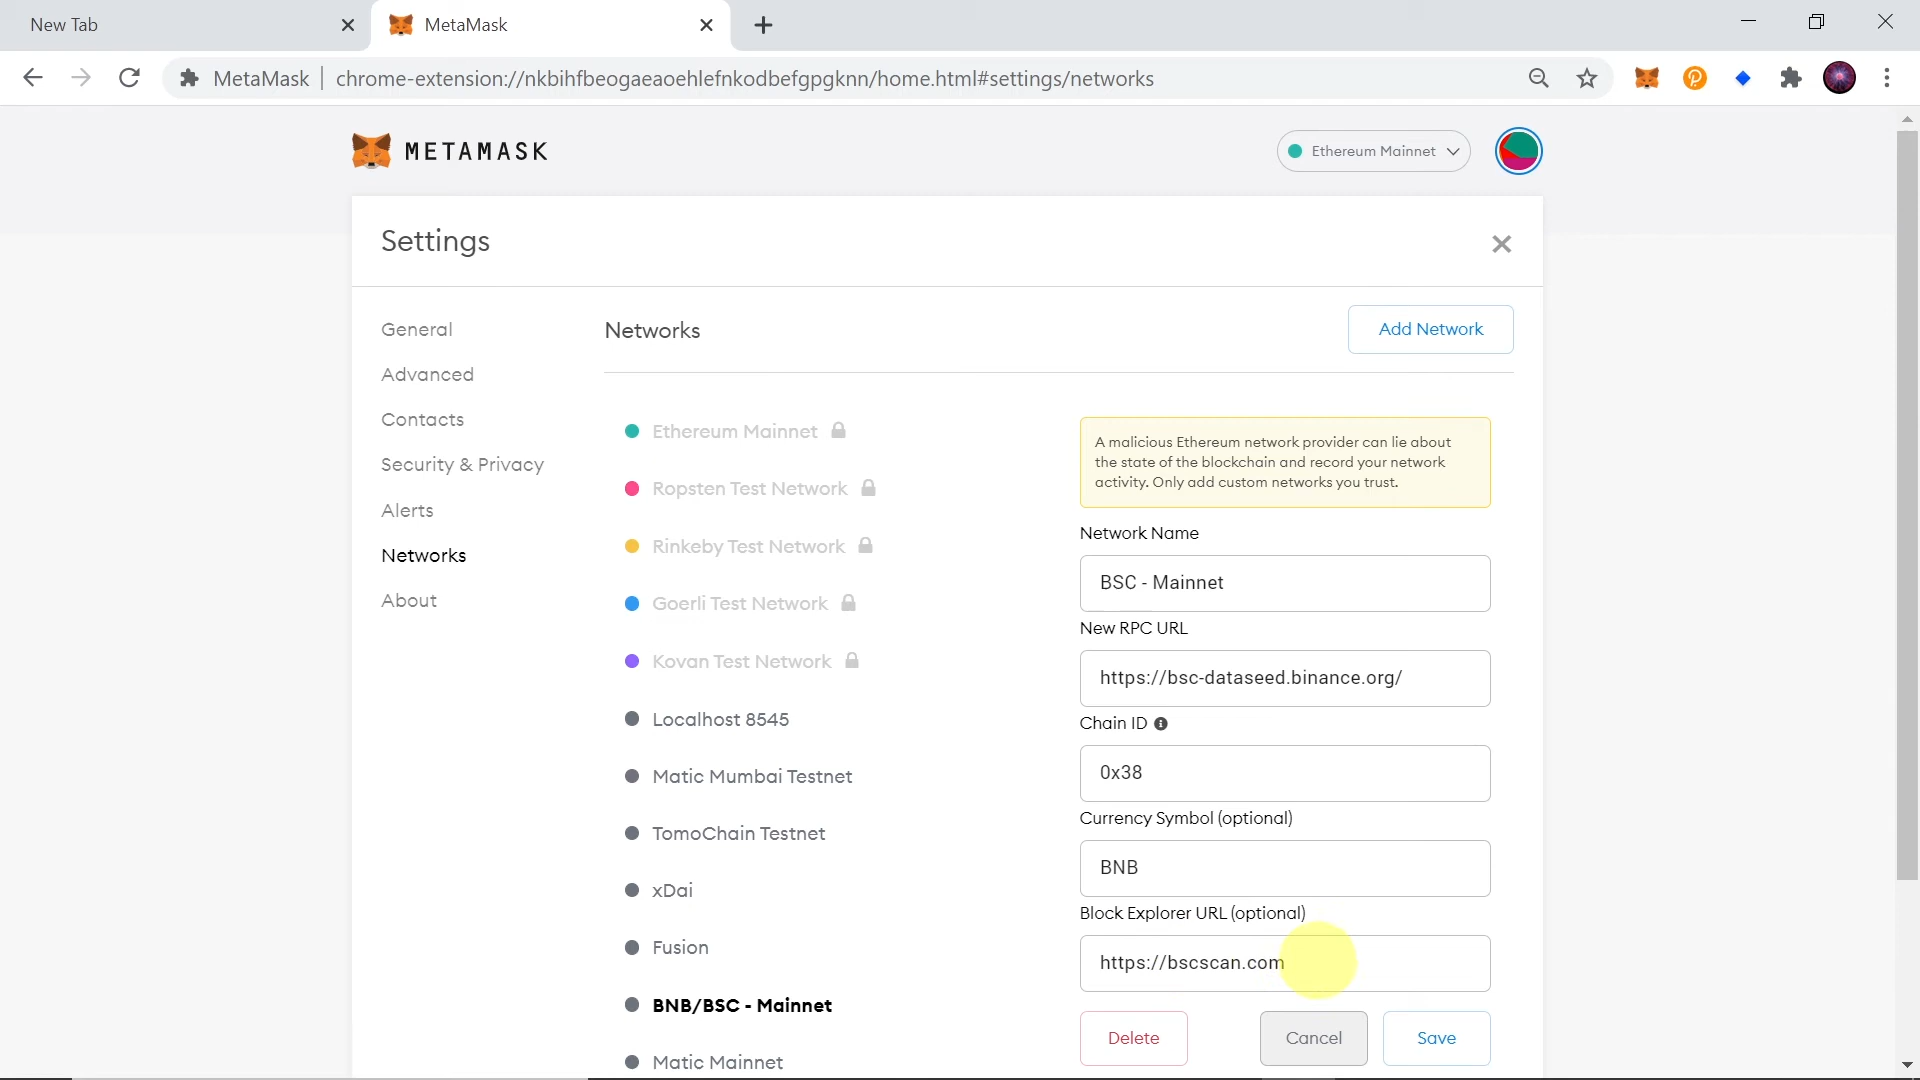 New Tab
MetaMask
MetaMask
chrome-extension://nkbihfbeogaeaoehlefnkodbefgpgknn/home.html#settings/networks
METAMASK
Ethereum Mainnet
Settings
General
Advanced
Contacts
Security & Privacy
Alerts
Networks
About
Networks
Add Network
Ethereum Mainnet
Ropsten Test Network
Rinkeby Test Network
Goerli Test Network
Kovan Test Network
Localhost 8545
Matic Mumbai Testnet
TomoChain Testnet
xDai
Fusion
BNB/BSC - Mainnet
Matic Mainnet
A malicious Ethereum network provider can lie about
the state of the blockchain and record your network
activity. Only add custom networks you trust.
Network Name
BSC - Mainnet
New RPC URL
https://bsc-dataseed.binance.org/
Chain ID
0x38
Currency Symbol (optional)
BNB
Block Explorer URL (optional)
https://bscscan.com
Delete
Cancel
Save